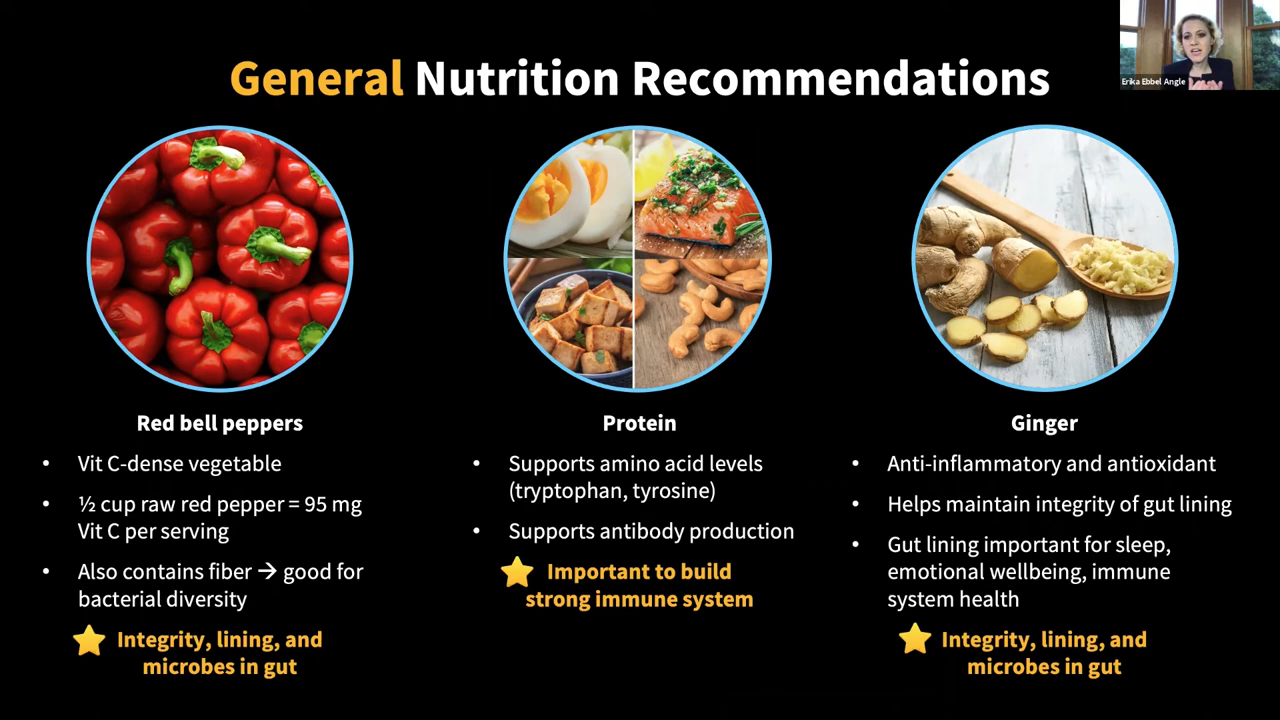 General Nutrition Recommendations
Erika Ebbel Angle
Red bell peppers
• Vit C-dense vegetable
• ½ cup raw red pepper = 95 mg
Vit C per serving
• Also contains fiber → good for
bacterial diversity
Integrity, lining, and
microbes in gut
Protein
• Supports amino acid levels
(tryptophan, tyrosine)
• Supports antibody production
Important to build
strong immune system
Ginger
• Anti-inflammatory and antioxidant
• Helps maintain integrity of gut lining
• Gut lining important for sleep,
emotional wellbeing, immune
system health
Integrity, lining, and
microbes in gut